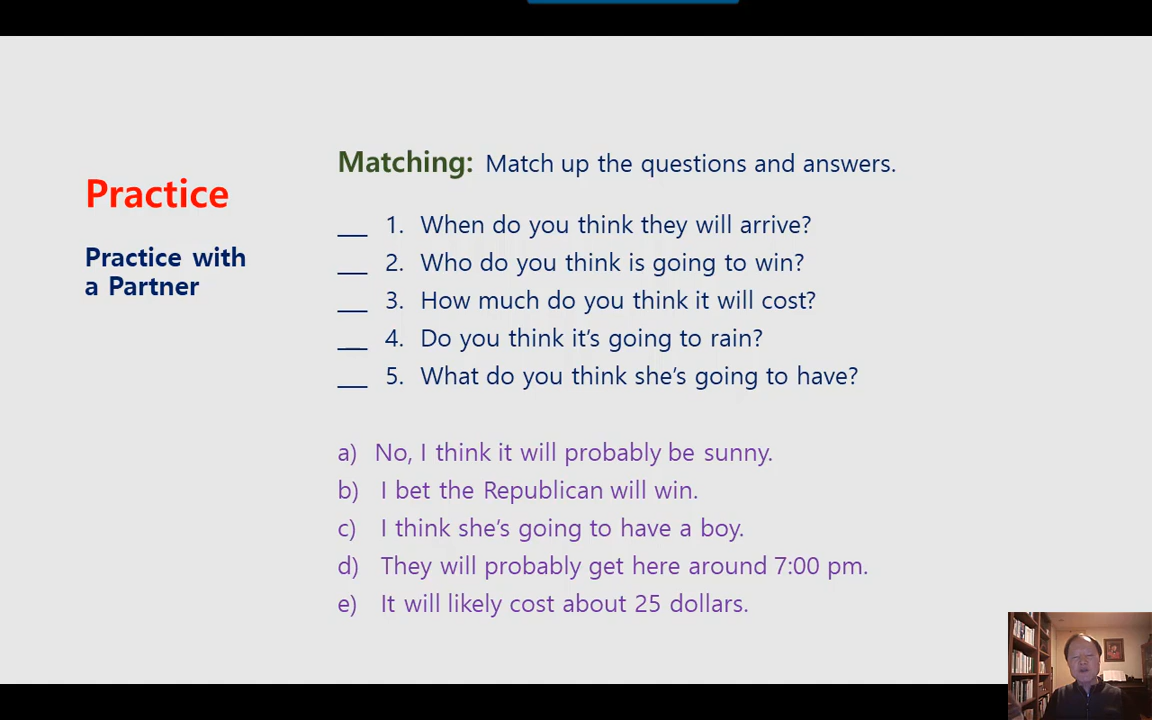 Matching: Match up the questions and answers.
Practice
Practice with
a Partner
___ 1. When do you think they will arrive?
___ 2. Who do you think is going to win?
___ 3. How much do you think it will cost?
___ 4. Do you think it's going to rain?
___ 5. What do you think she's going to have?
a) No, I think it will probably be sunny.
b) I bet the Republican will win.
c) I think she's going to have a boy.
d) They will probably get here around 7:00 pm.
e) It will likely cost about 25 dollars.